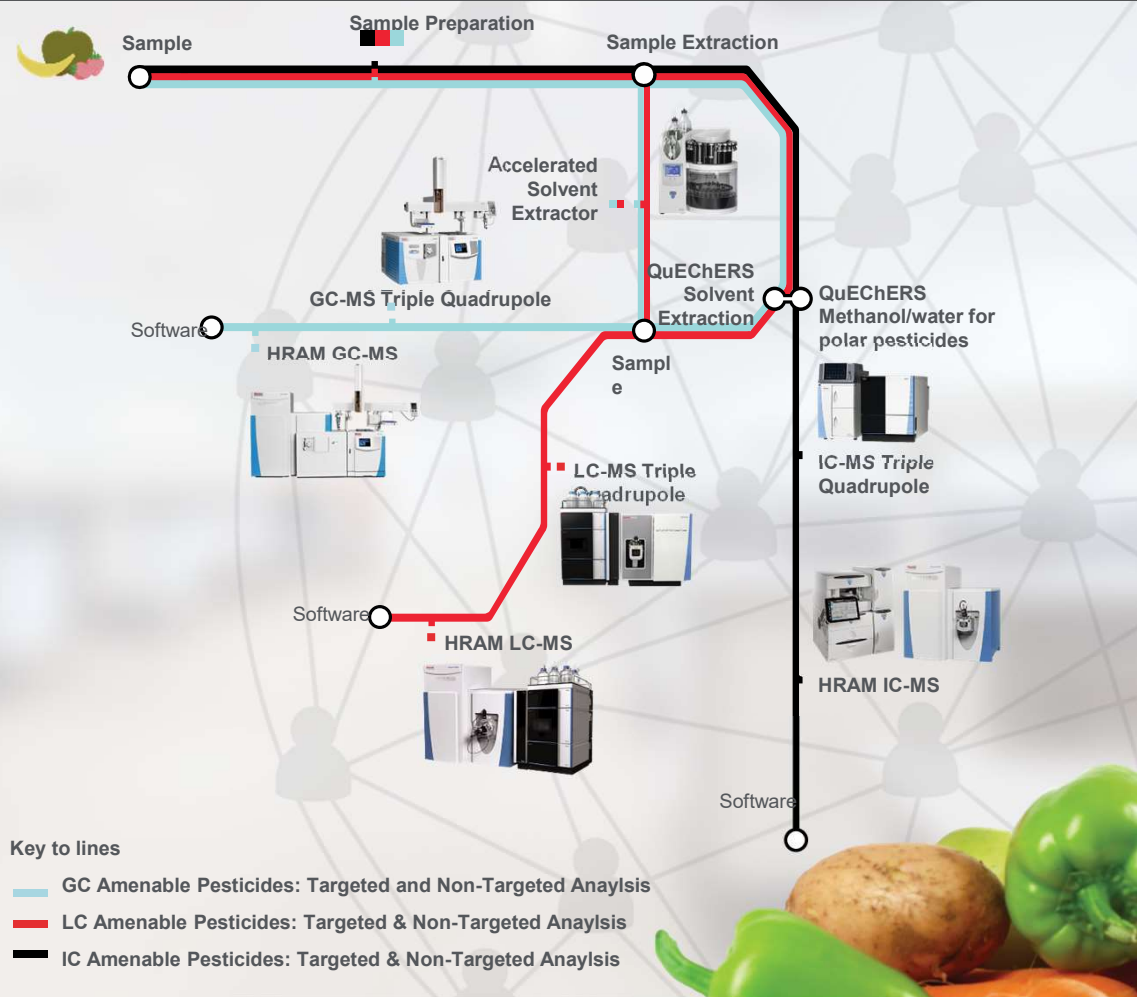 Sample Preparation
Sample
Sample Extraction
Accelerated
Solvent
Extractor
GC-MS Triple Quadrupole
QuEChERS
Solvent
Extraction
QuEChERS
Methanol/water for
polar pesticides
Software
HRAM GC-MS
Sampl
e
IC-MS Triple
Quadrupole
LC-MS Triple
Quadrupole
Software
HRAM LC-MS
HRAM IC-MS
Software
Key to lines
GC Amenable Pesticides: Targeted and Non-Targeted Anaylsis
LC Amenable Pesticides: Targeted & Non-Targeted Anaylsis
IC Amenable Pesticides: Targeted & Non-Targeted Anaylsis